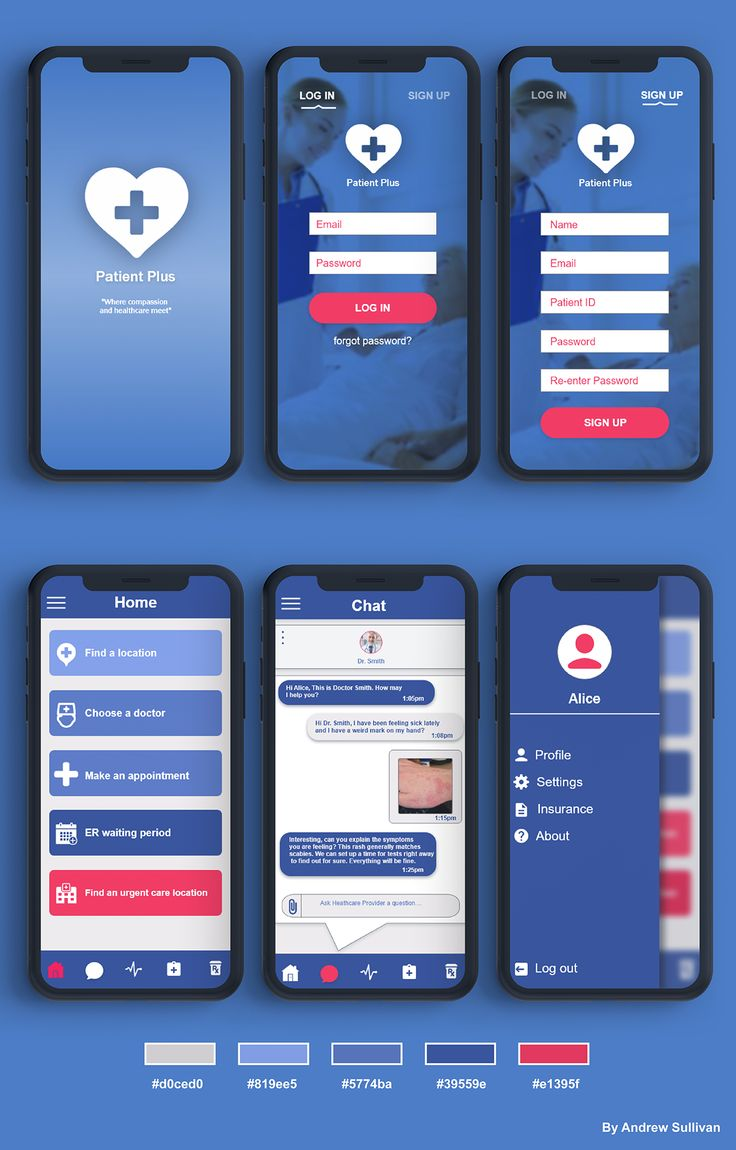 Patient Plus
"Where compassion
and healthcare meet"
LOG IN
SIGN UP
Patient Plus
Email
Password
LOG IN
forgot password?
LOG IN
SIGN UP
Patient Plus
Name
Email
Patient ID
Password
Re-enter Password
SIGN UP
Home
Find a location
Choose a doctor
Make an appointment
ER waiting period
Find an urgent care location
Rx
Chat
Dr. Smith
Hi Alice, This is Doctor Smith. How may
I help you?
1:05pm
Hi Dr. Smith, I have been feeling sick lately
and I have a weird mark on my hand?
1:08pm
1:15pm
Interesting, can you explain the symptoms
you are feeling? This rash generally matches
scabies. We can set up a time for tests right away
to find out for sure. Everything will be fine.
1:25pm
Ask Heathcare Provider a question....
Rx
Alice
Profile
Settings
Insurance
About
Log out
#d0ced0
#819ee5
#5774ba
#39559e
#e1395f
By Andrew Sullivan